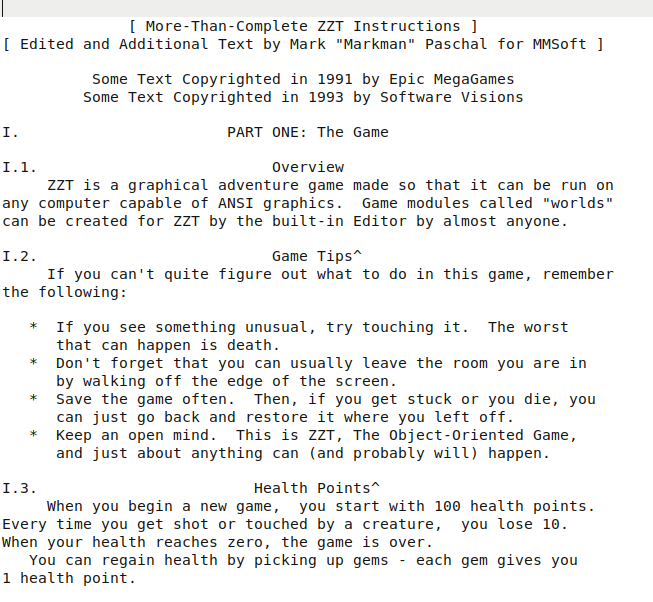 [ More-Than-Complete ZZT Instructions ]
[ Edited and Additional Text by Mark "Markman" Paschal for MMSoft ]
Some Text Copyrighted in 1991 by Epic MegaGames
Some Text Copyrighted in 1993 by Software Visions
I. PART ONE: The Game
I.1. Overview
ZZT is a graphical adventure game made so that it can be run on
any computer capable of ANSI graphics.  Game modules called "worlds"
can be created for ZZT by the built-in Editor by almost anyone.
I.2. Game Tips^
If you can't quite figure out what to do in this game, remember
the following:
*  If you see something unusual, try touching it.  The worst
that can happen is death.
*  Don't forget that you can usually leave the room you are in
by walking off the edge of the screen.
*  Save the game often.  Then, if you get stuck or you die, you
can just go back and restore it where you left off.
*  Keep an open mind.  This is ZZT, The Object-Oriented Game,
and just about anything can (and probably will) happen.
I.3. Health Points^
When you begin a new game,  you start with 100 health points.
Every time you get shot or touched by a creature,  you lose 10.
When your health reaches zero, the game is over.
You can regain health by picking up gems - each gem gives you
1 health point.